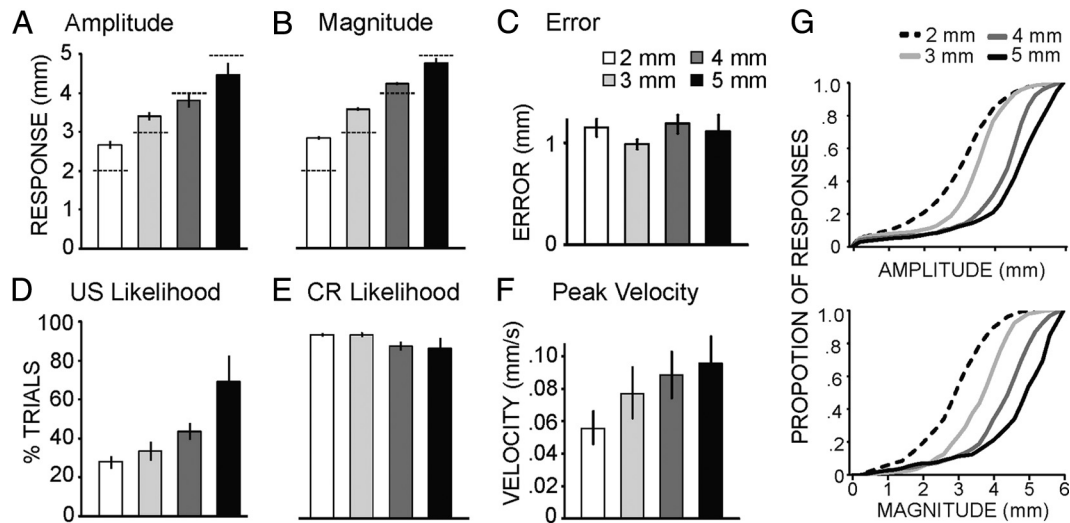 A Amplitude
RESPONSE (mm)
5
4
3
2
1
0
B Magnitude
C Error
2 mm 4 mm
3 mm 5 mm
ERROR (mm)
1
0
D US Likelihood
% TRIALS
100
80
60
40
20
0
E CR Likelihood
F Peak Velocity
VELOCITY (mm/s)
.10
.08
.06
.04
.02
.00
G
2 mm 4 mm
3 mm 5 mm
PROPOTION OF RESPONSES
1.0
.8
.6
.4
.2
0
AMPLITUDE (mm)
1.0
.8
.6
.4
.2
0
0 1 2 3 4 5 6
MAGNITUDE (mm)